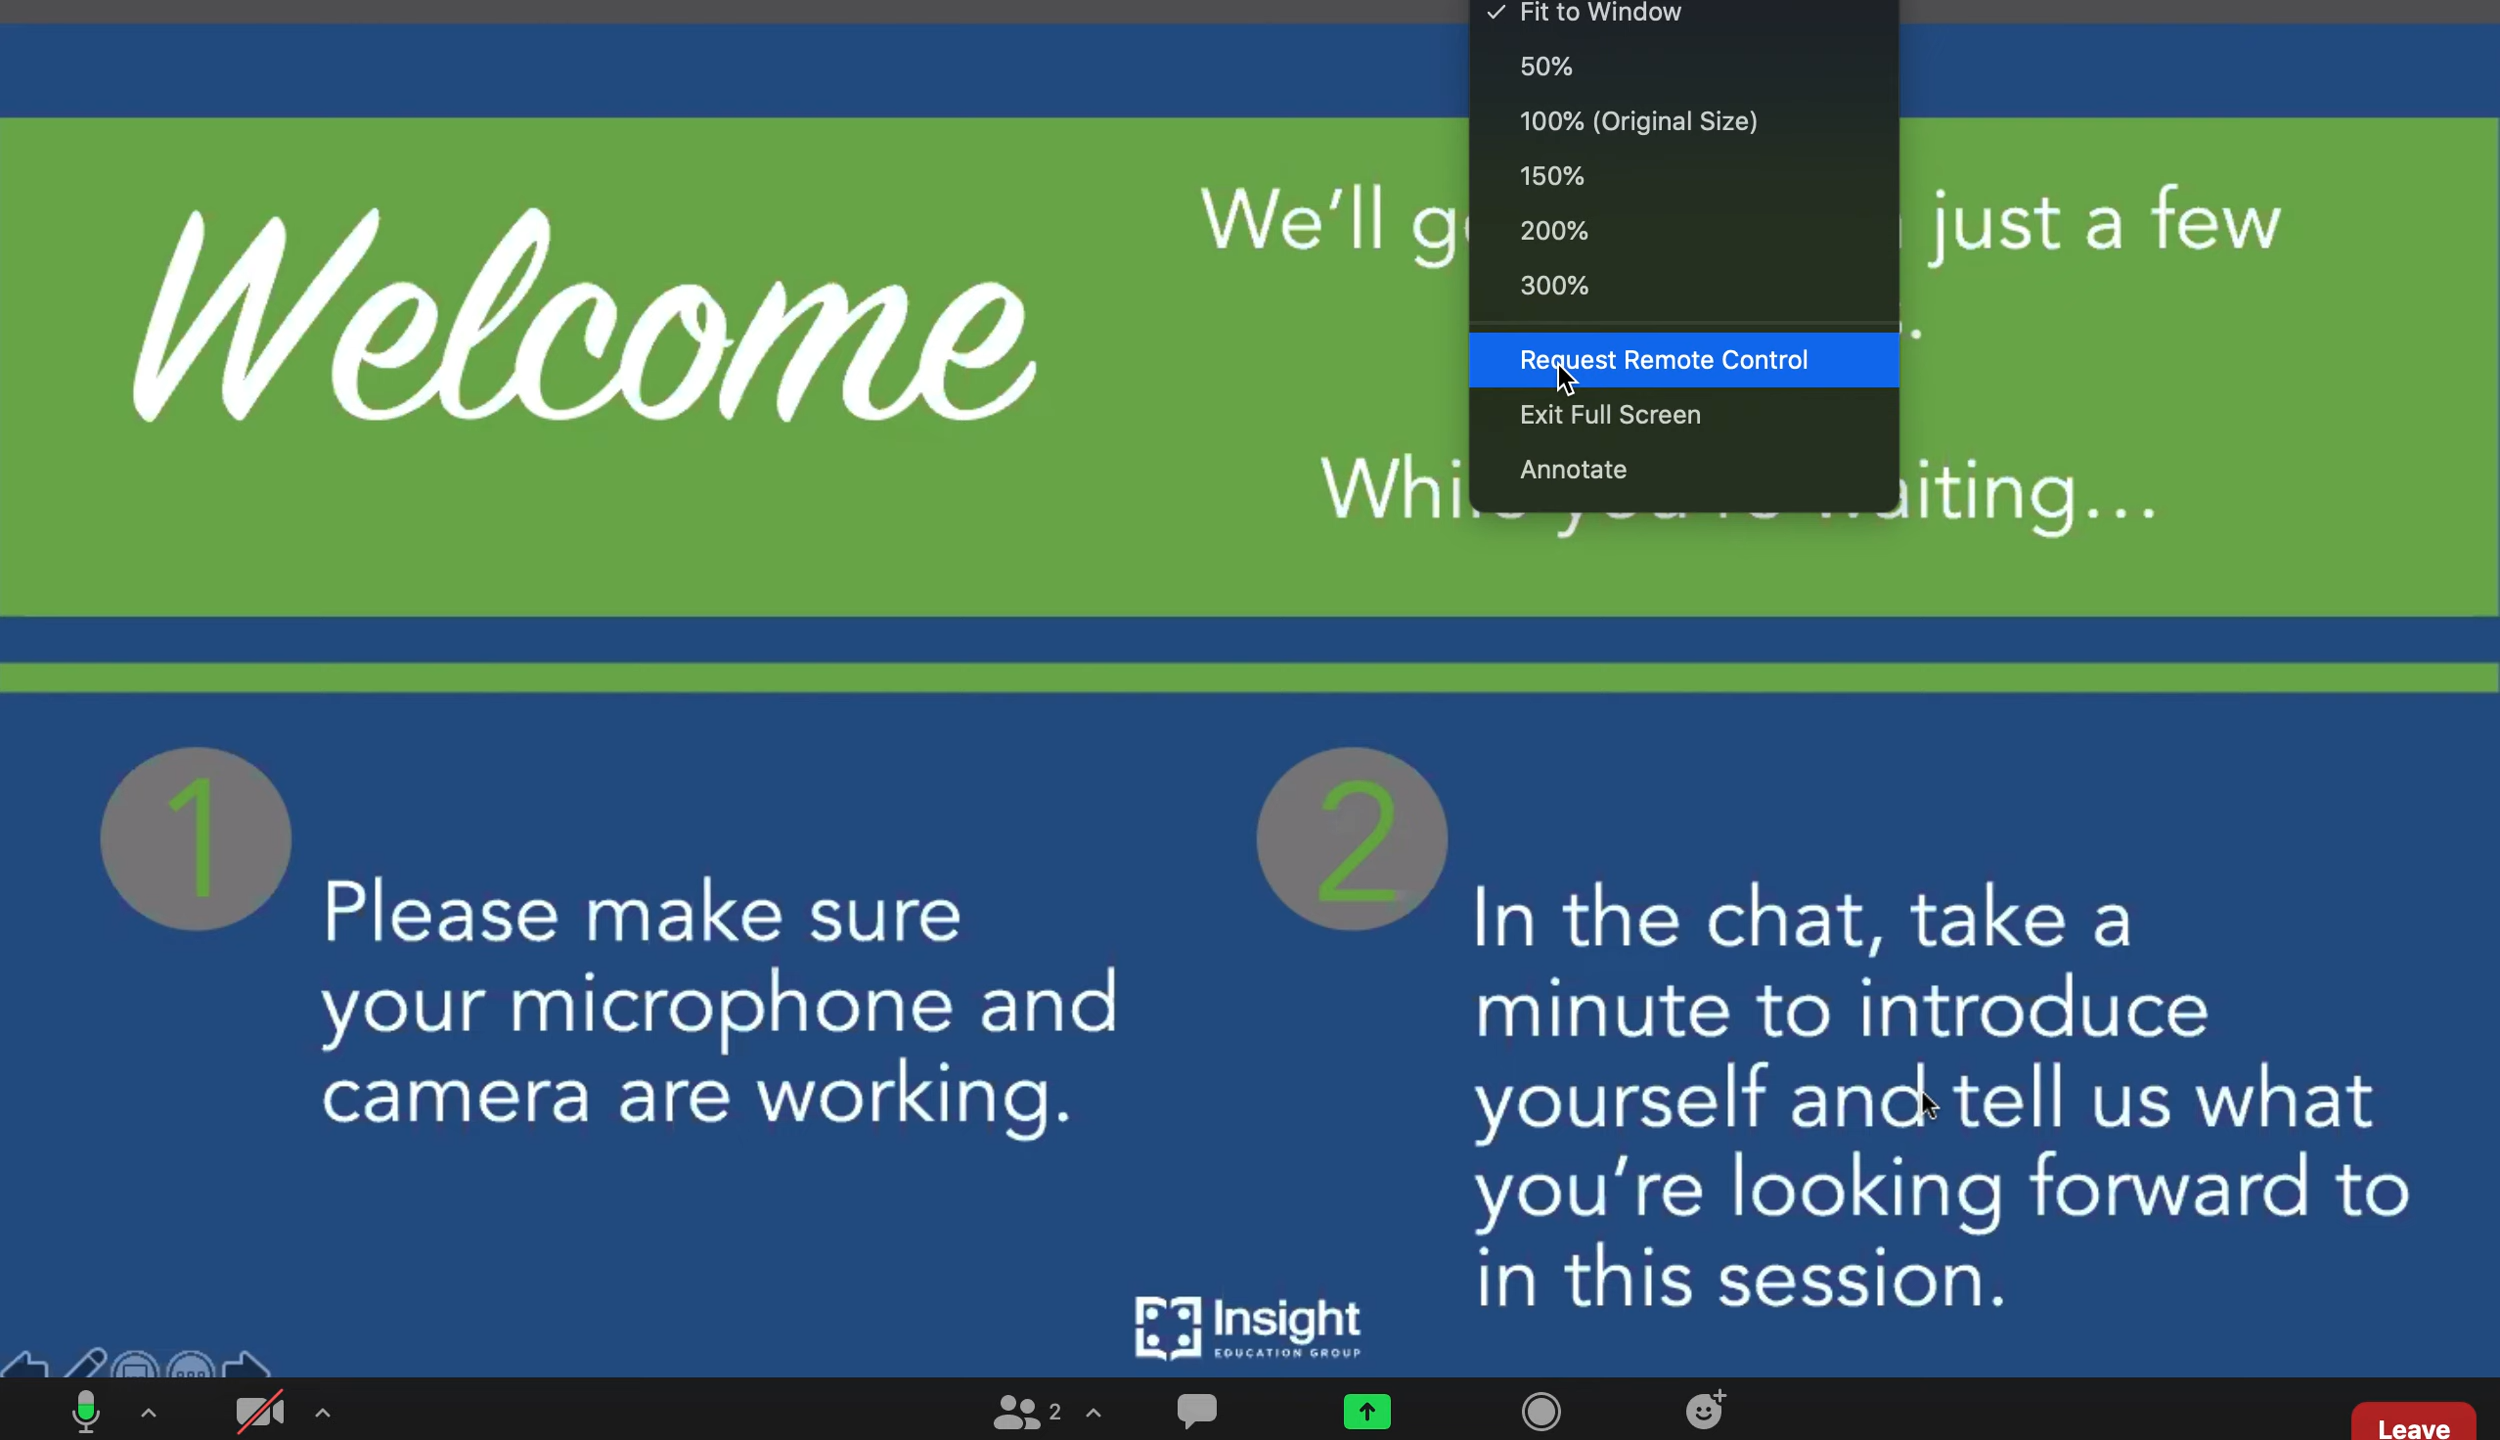 Fit to Window
50%
100% (Original Size)
150%
200%
300%
Request Remote Control
Exit Full Screen
Annotate
Welcome
We'll just a few
waiting...
1
Please make sure
your microphone and
camera are working.
2
In the chat, take a
minute to introduce
yourself and tell us what
you're looking forward to
in this session.
Insight
EDUCATION GROUP
2
Leave